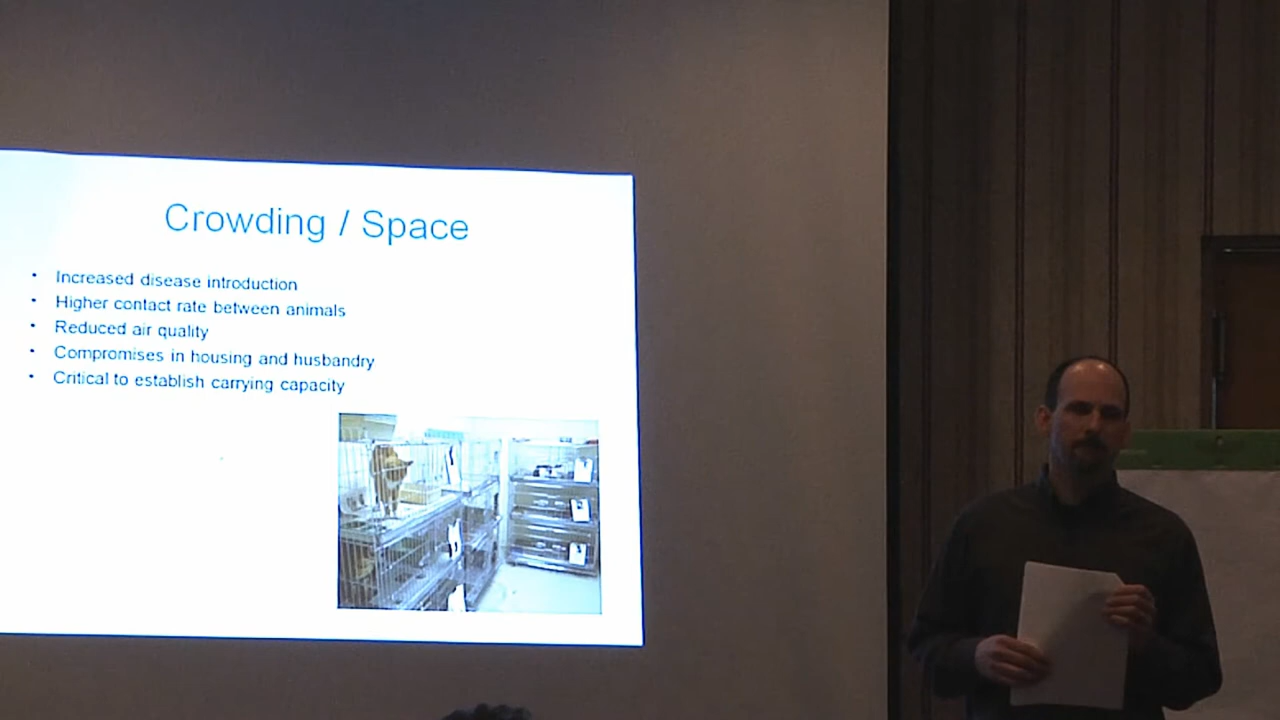 Crowding / Space
• Increased disease introduction
• Higher contact rate between animals
• Reduced air quality
• Compromises in housing and husbandry
• Critical to establish carrying capacity